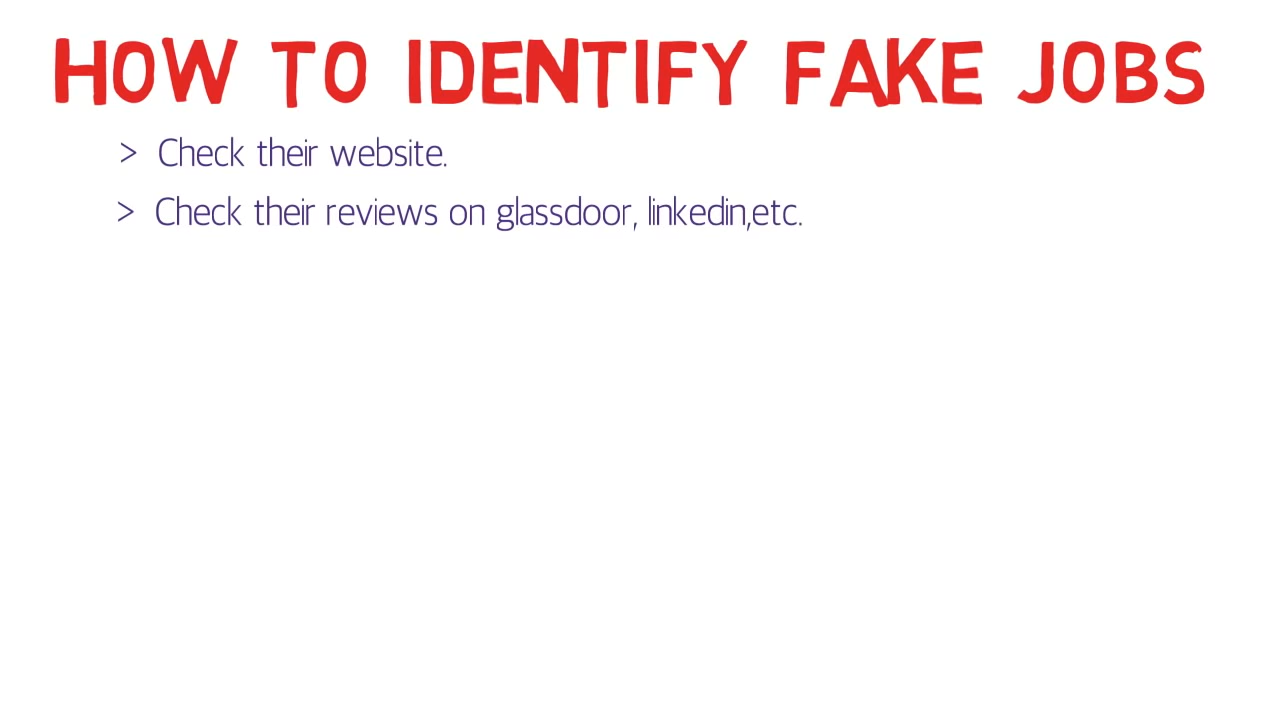 HOW TO IDENTIFY FAKE JOBS
> Check their website.
> Check their reviews on glassdoor, linkedin,etc.